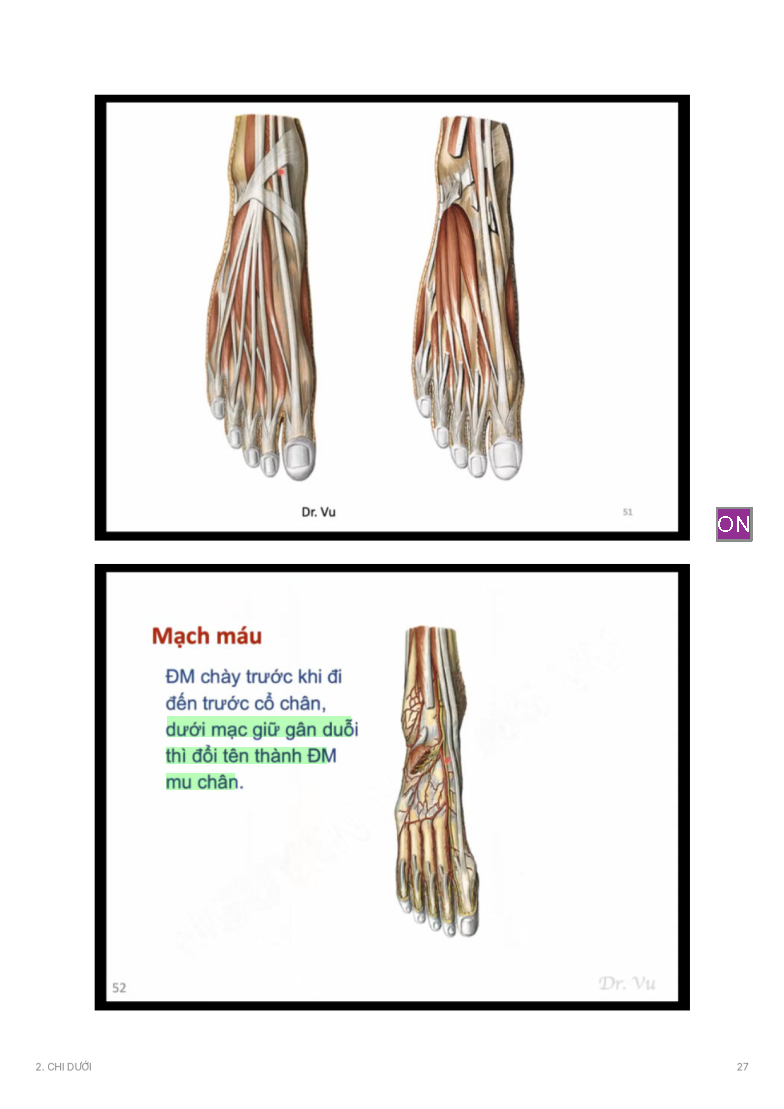 Dr. Vu
51
ON
Mạch máu
ĐM chày trước khi đi
đến trước cổ chân,
dưới mạc giữ gân duỗi
thì đổi tên thành ĐM
mu chân.
52
Dr. Vu
2. CHI DƯỚI
27